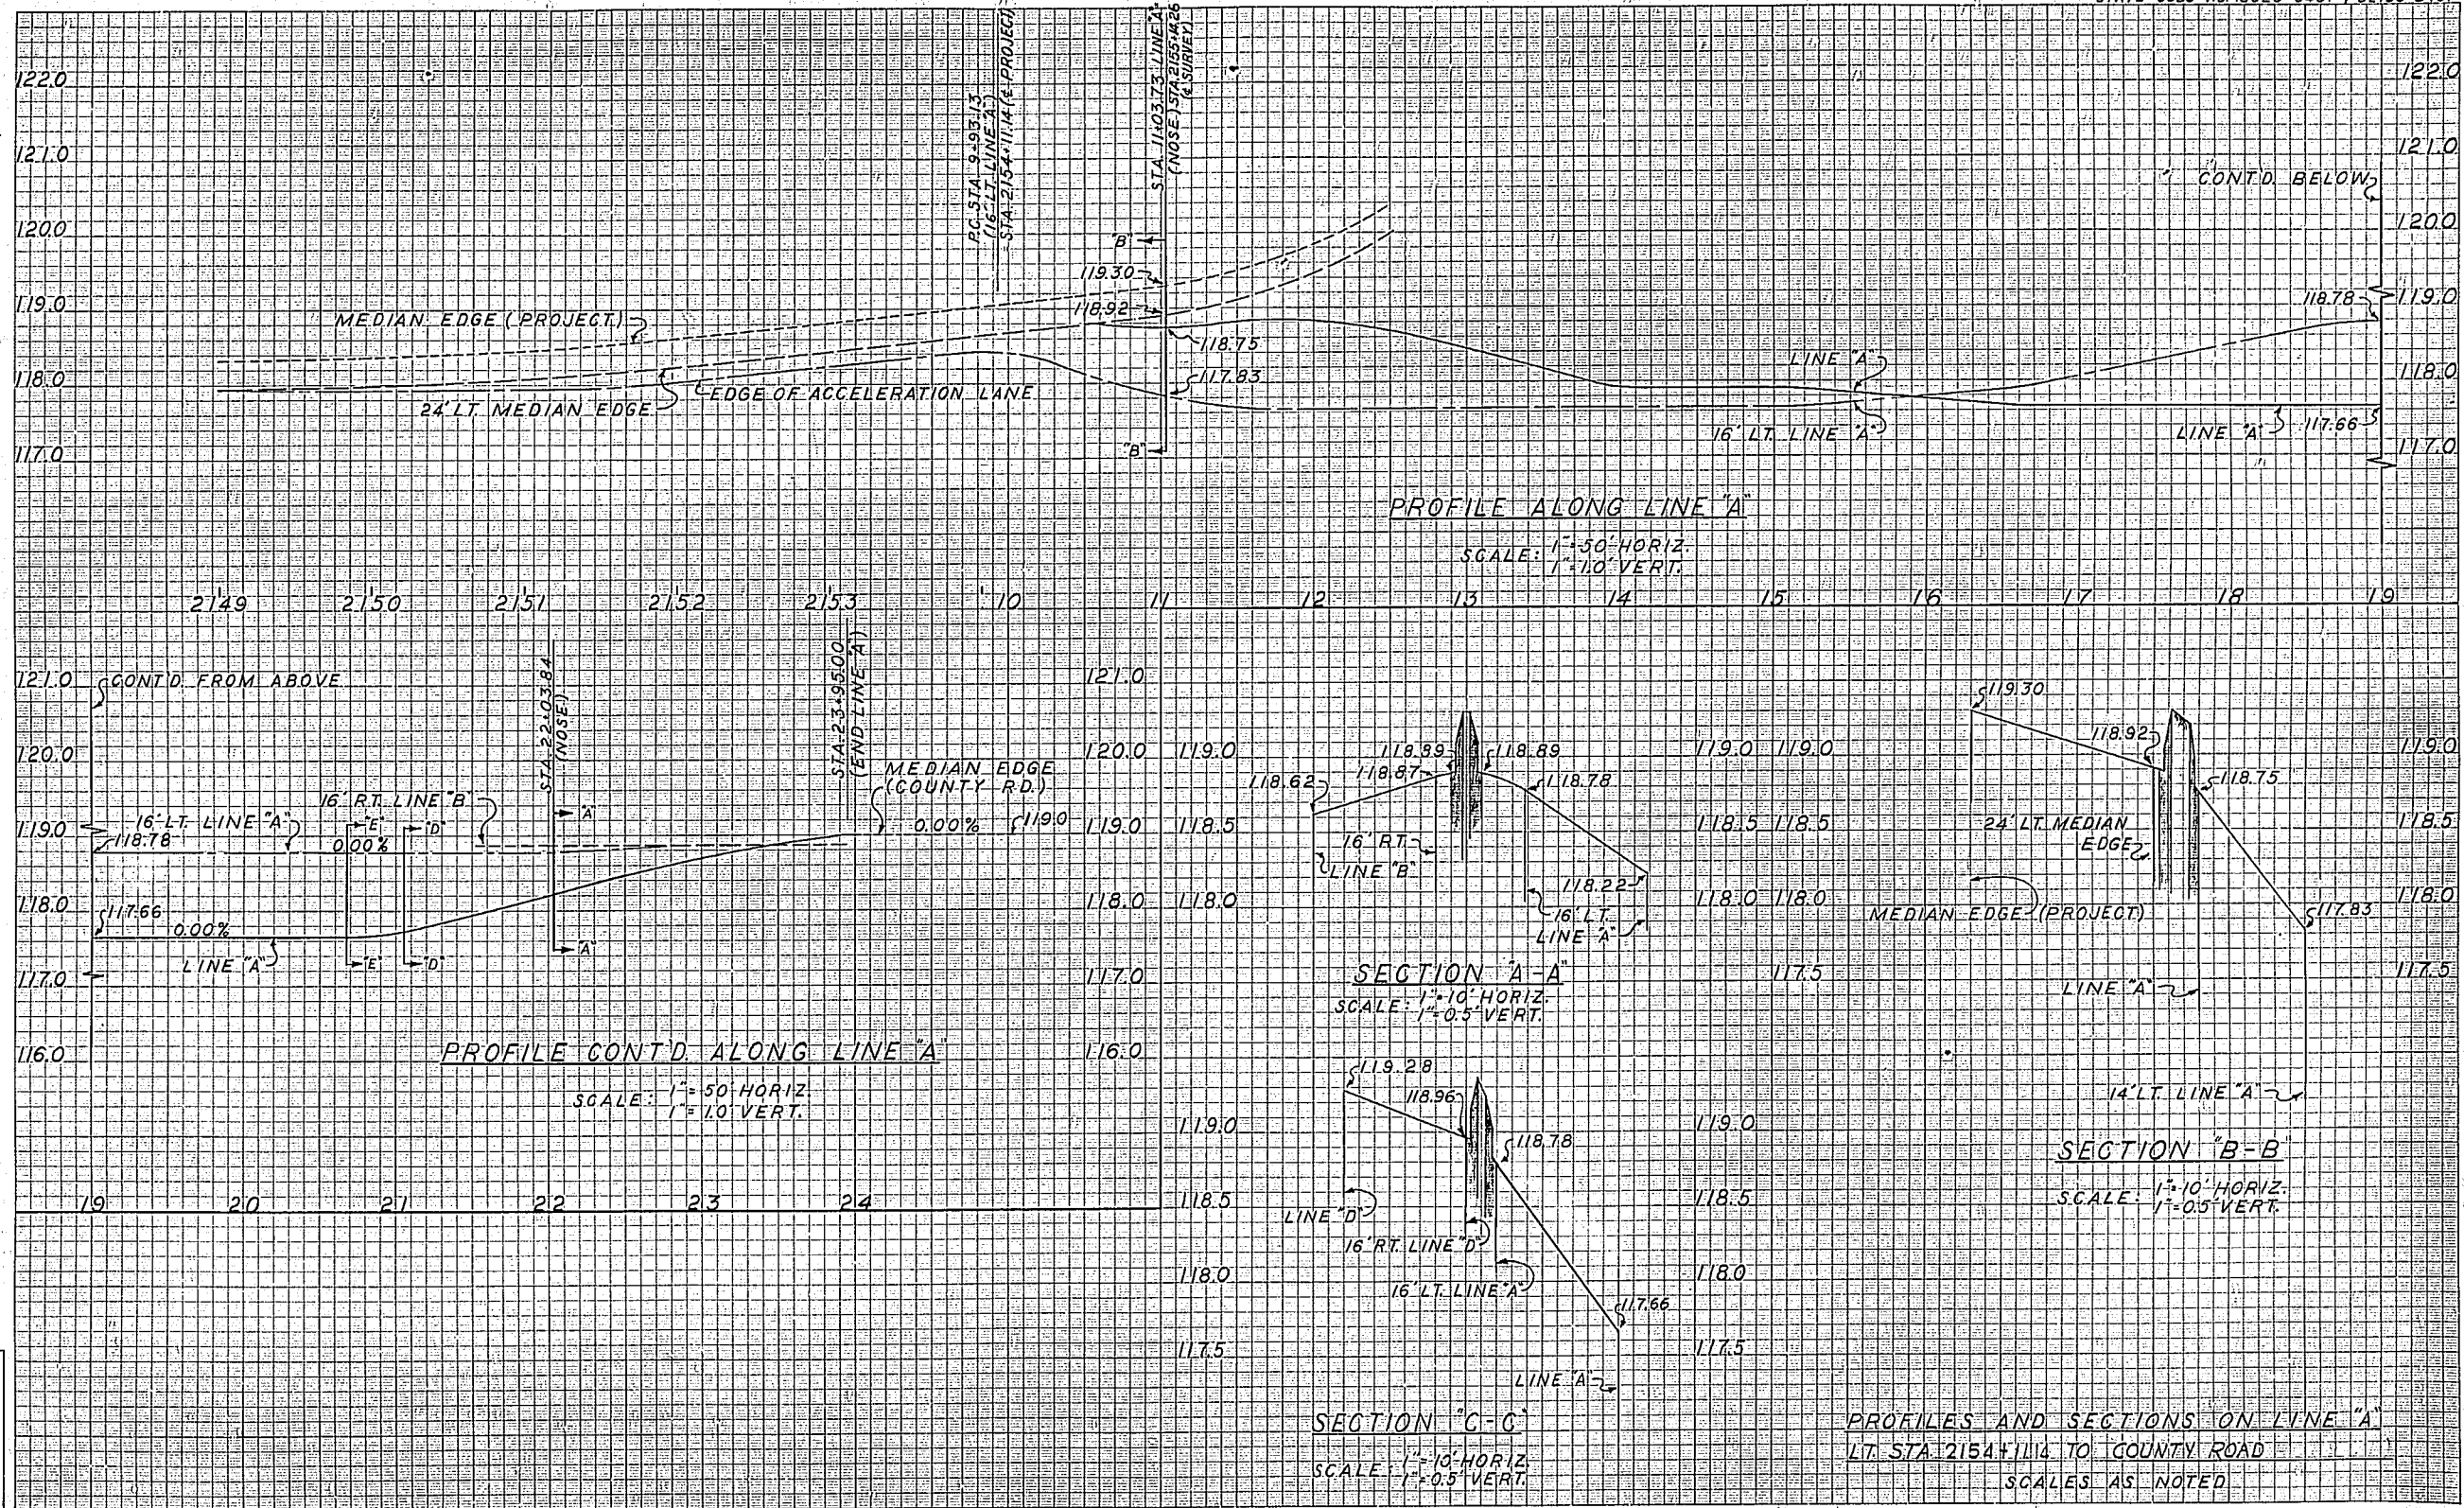 122.0
121.0
120.0
119.0
118.0
117.0
P.C. STA. 9+93.13
(16' LT. LINE "A")
= STA. 2154+11.14 (℄ PROJECT)
STA. 11+03.73 LINE "A"
(NOSE) STA. 2155+14.26
(℄ SURVEY)
122.0
121.0
CONT'D. BELOW
120.0
119.0
118.0
117.0
"B"
119.30
118.92
118.75
117.83
"B"
MEDIAN EDGE (PROJECT)
24' LT. MEDIAN EDGE
EDGE OF ACCELERATION LANE
LINE "A"
16' LT. LINE "A"
118.78
LINE "A"
117.66
PROFILE ALONG LINE "A"
SCALE: 1"=50' HORIZ.
1"=1.0' VERT.
2149 2150 2151 2152 2153 10 11 12 13 14 15 16 17 18 19
121.0
120.0
119.0
118.0
117.0
116.0
CONT'D. FROM ABOVE
STA. 22+03.84
(NOSE)
STA. 23+95.00
(END LINE "A")
16' RT. LINE "B"
16' LT. LINE "A"
118.78
0.00%
"E"
"D"
"A"
MEDIAN EDGE
(COUNTY RD.)
0.00%
119.0
117.66
0.00%
LINE "A"
"E"
"D"
"A"
121.0
120.0
119.0
118.0
117.0
116.0
PROFILE CONT'D. ALONG LINE "A"
SCALE: 1"=50' HORIZ.
1"=1.0' VERT.
19 20 21 22 23 24
119.0
118.5
118.0
118.62
118.87
118.89
118.89
118.78
118.22
16' RT.
LINE "B"
16' LT.
LINE "A"
119.0
118.5
118.0
SECTION "A-A"
SCALE: 1"=10' HORIZ.
1"=0.5' VERT.
119.0
118.5
118.0
117.5
119.30
118.92
118.75
117.83
24' LT. MEDIAN
EDGE
MEDIAN EDGE (PROJECT)
LINE "A"
14' LT. LINE "A"
119.0
118.5
118.0
117.5
SECTION "B-B"
SCALE: 1"=10' HORIZ.
1"=0.5' VERT.
119.0
118.5
118.0
117.5
119.28
118.96
118.78
117.66
LINE "D"
16' RT. LINE "D"
16' LT. LINE "A"
LINE "A"
119.0
118.5
118.0
117.5
SECTION "C-C"
SCALE: 1"=10' HORIZ.
1"=0.5' VERT.
PROFILES AND SECTIONS ON LINE "A"
LT. STA. 2154+11.14 TO COUNTY ROAD
SCALES AS NOTED